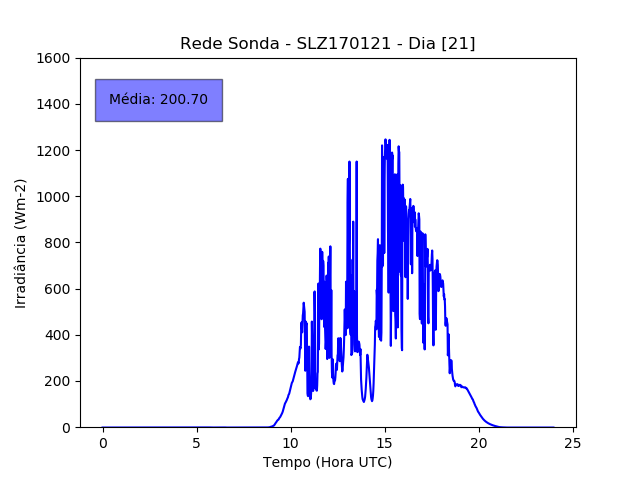 Rede Sonda - SLZ170121 - Dia [21]
Média: 200.70
Irradiância (Wm-2)
1600
1400
1200
1000
800
600
400
200
0
0 5 10 15 20 25
Tempo (Hora UTC)